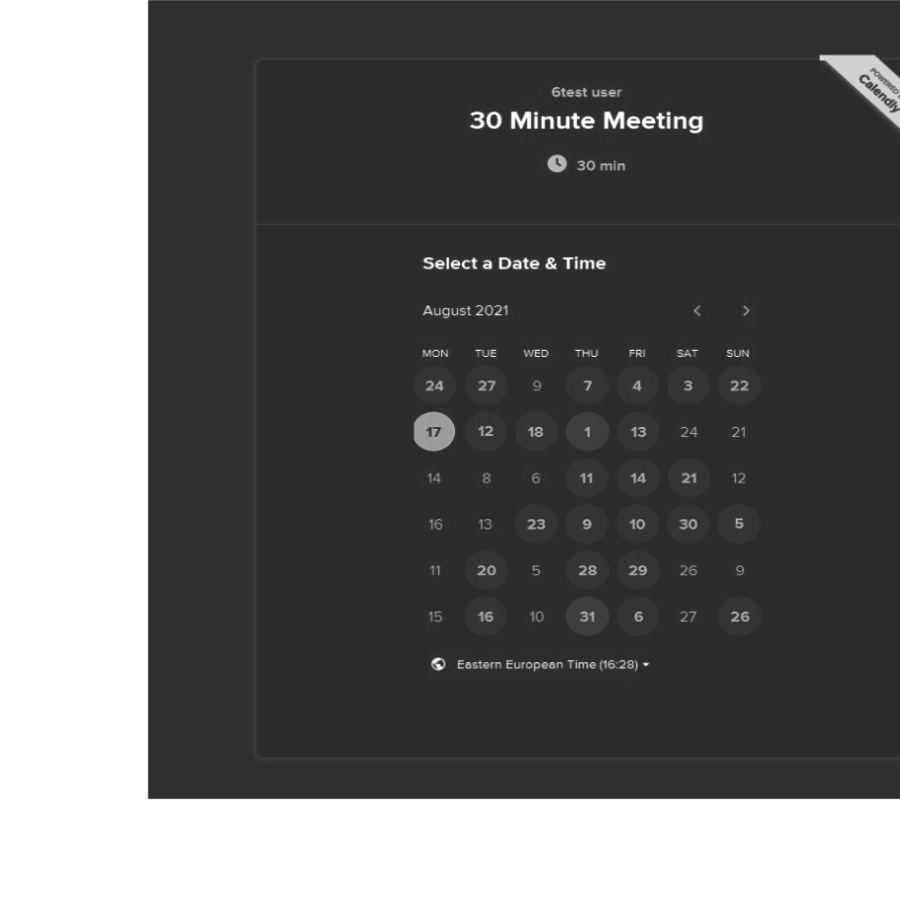 POWERED
Calendly
6test user
30 Minute Meeting
30 min
Select a Date & Time
August 2021
MON TUE WED THU FRI SAT SUN
24 27 9 7 4 3 22
17 12 18 1 13 24 21
14 8 6 11 14 21 12
16 13 23 9 10 30 5
11 20 5 28 29 26 9
15 16 10 31 6 27 26
Eastern European Time (16:28)